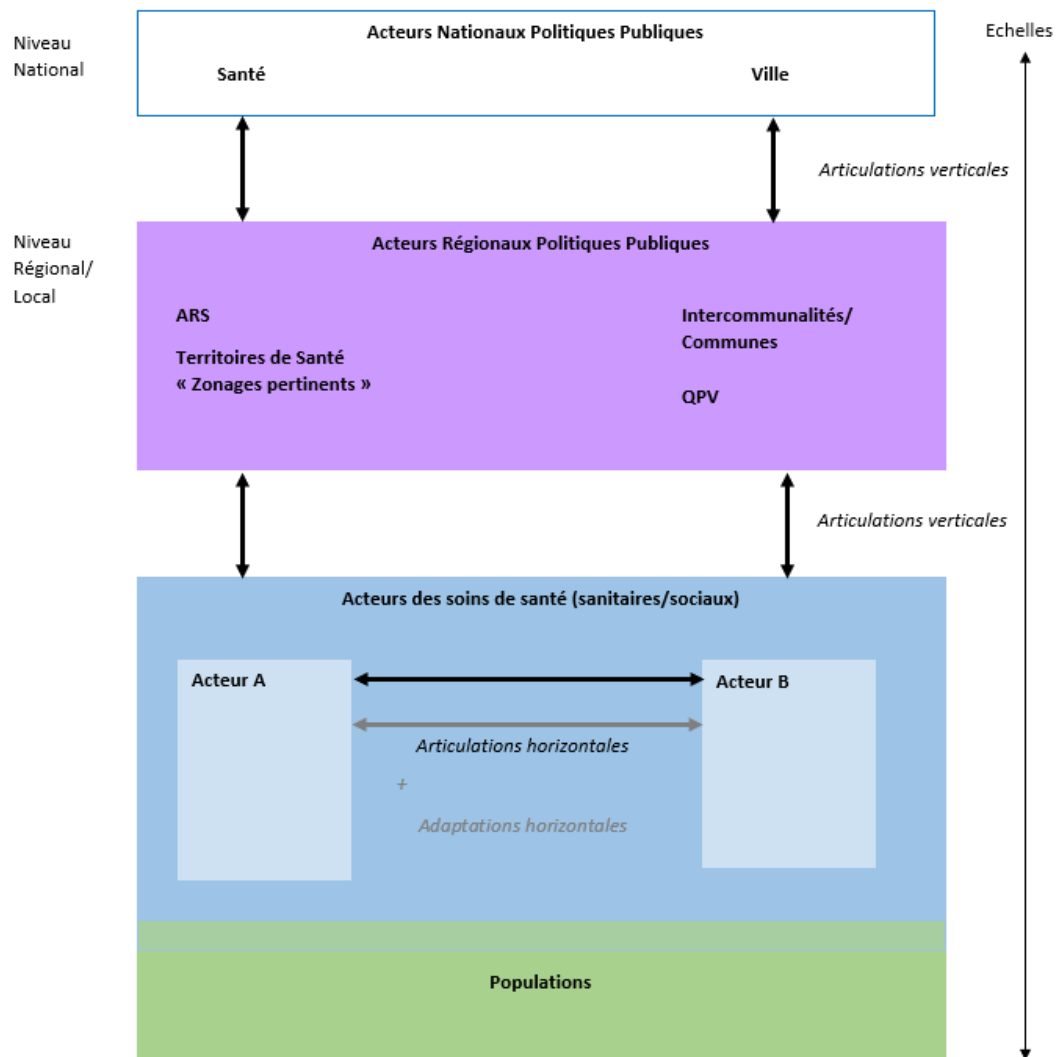 Niveau
National
Acteurs Nationaux Politiques Publiques
Santé
Ville
Echelles
Articulations verticales
Niveau
Régional/
Local
Acteurs Régionaux Politiques Publiques
ARS
Territoires de Santé
« Zonages pertinents »
Intercommunalités/
Communes
QPV
Articulations verticales
Acteurs des soins de santé (sanitaires/sociaux)
Acteur A
Acteur B
Articulations horizontales
+
Adaptations horizontales
Populations